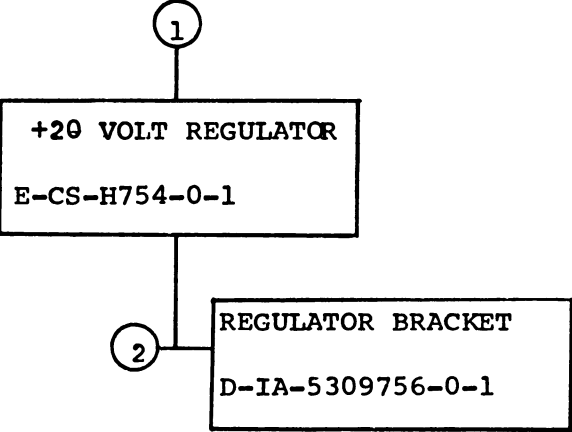 1
+20 VOLT REGULATOR
E-CS-H754-0-1
2
REGULATOR BRACKET
D-IA-5309756-0-1